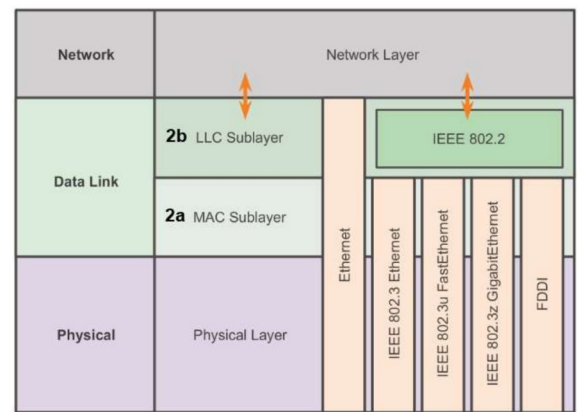 Network
Network Layer
Data Link
2b LLC Sublayer
IEEE 802.2
2a MAC Sublayer
Ethernet
IEEE 802.3 Ethernet
IEEE 802.3u FastEthernet
IEEE 802.3z GigabitEthernet
FDDI
Physical
Physical Layer